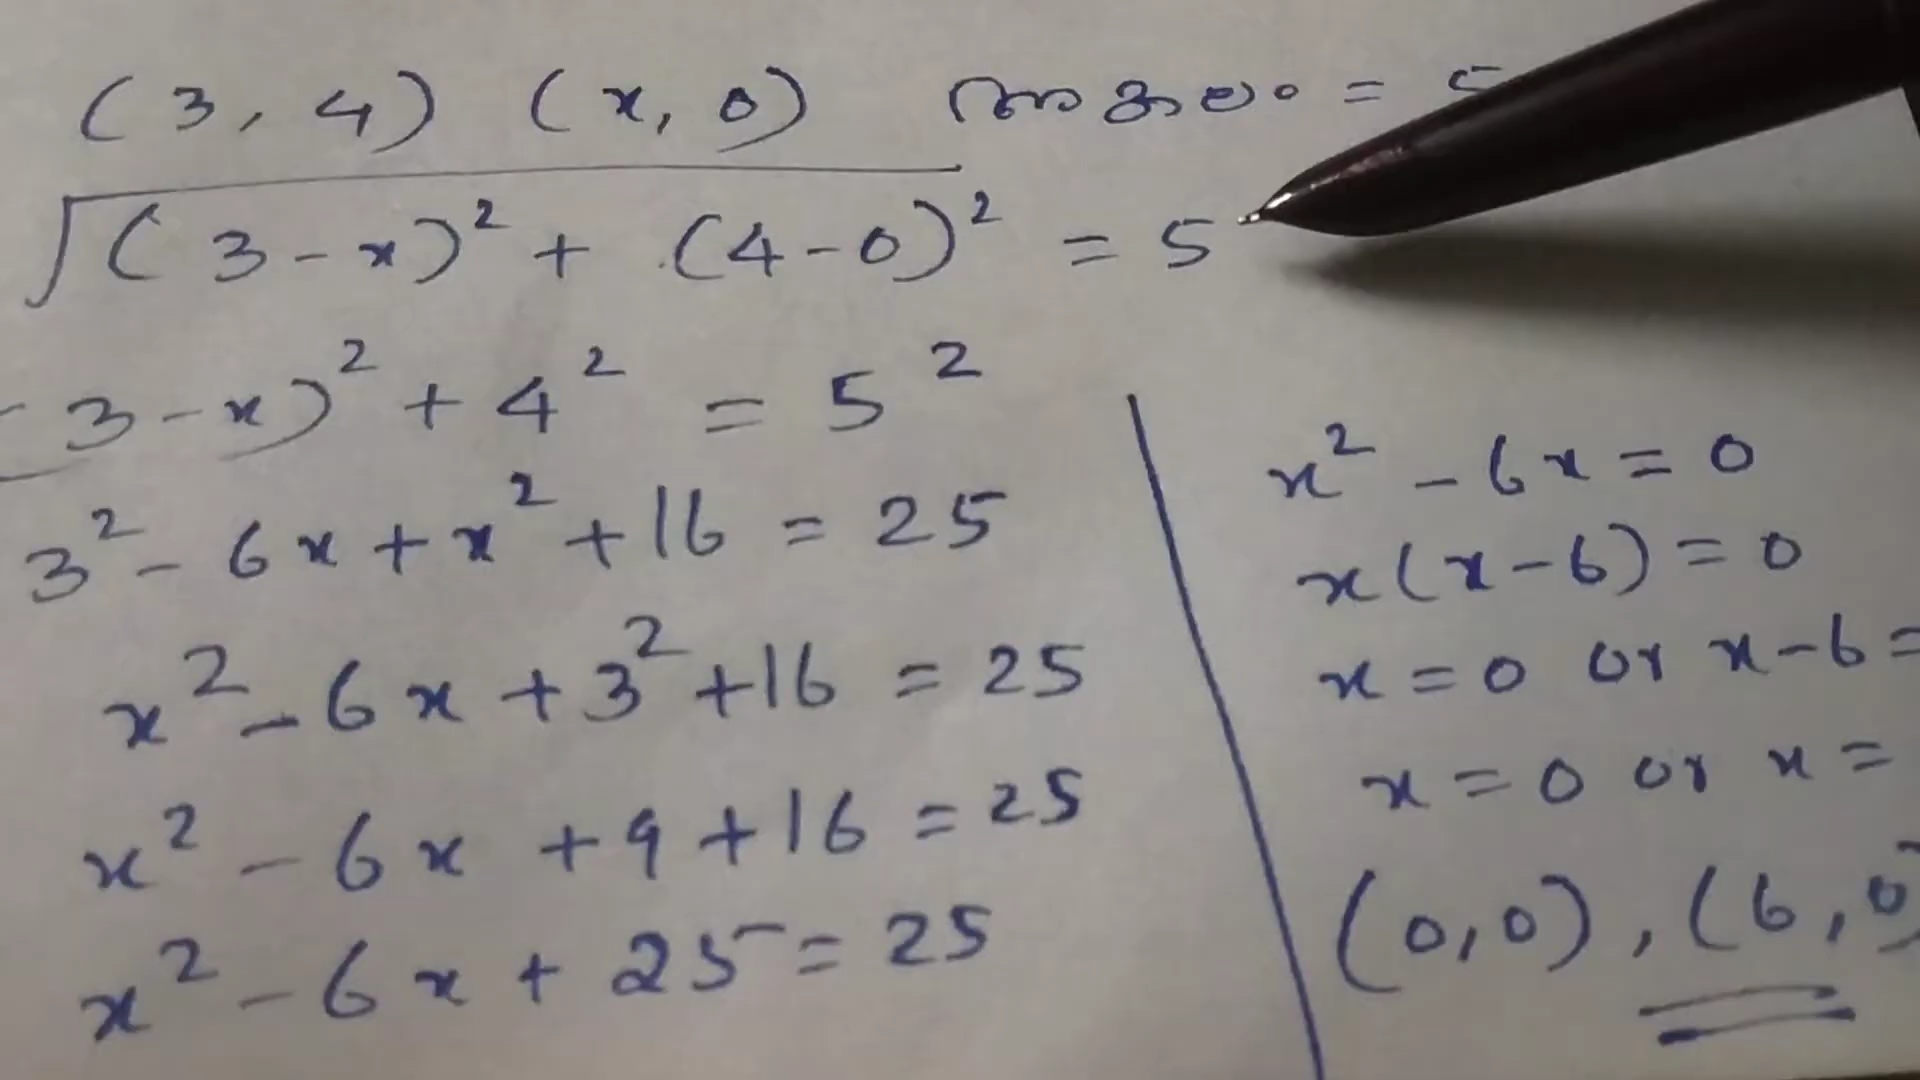 (3, 4) (x, 0) അകലം = 5
√(3-x)² + (4-0)² = 5
3-x)² + 4² = 5²
3² - 6x + x² + 16 = 25
x² - 6x + 3² + 16 = 25
x² - 6x + 9 + 16 = 25
x² - 6x + 25 = 25
x² - 6x = 0
x(x-6) = 0
x = 0 or x-6 =
x = 0 or x =
(0,0), (6,0)